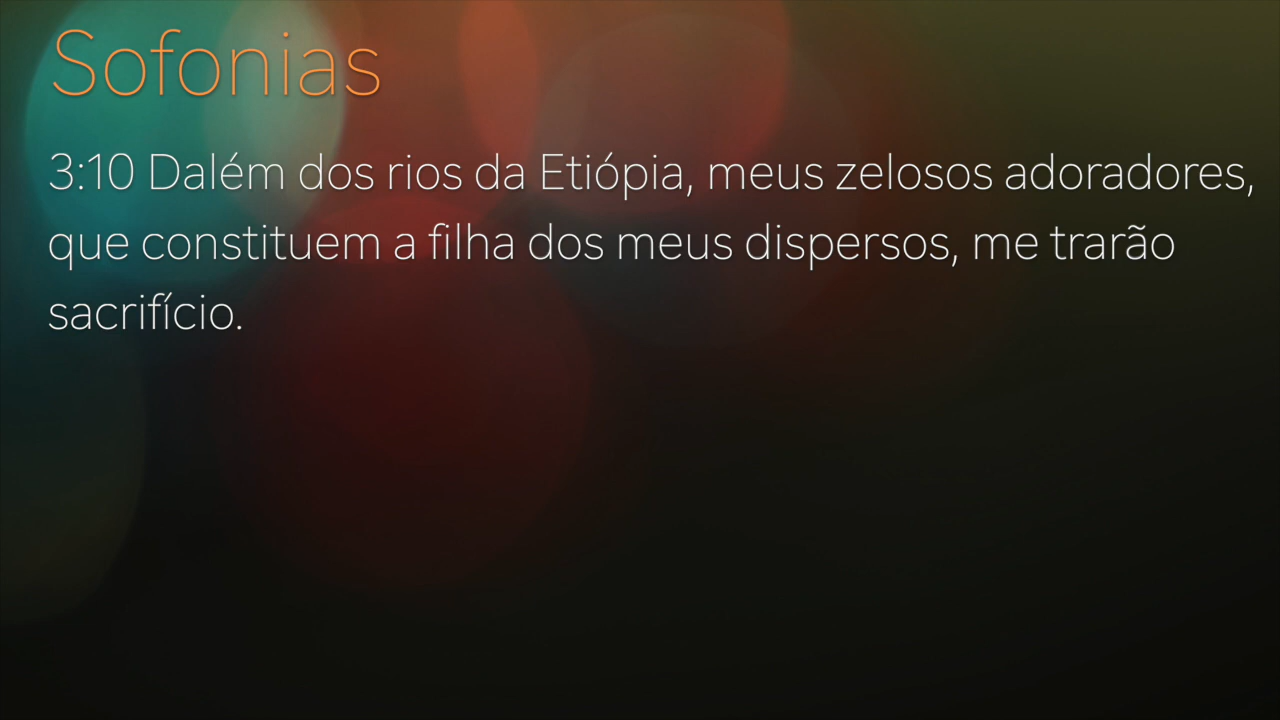 Sofonias
3:10 Dalém dos rios da Etiópia, meus zelosos adoradores,
que constituem a filha dos meus dispersos, me trarão
sacrifício.